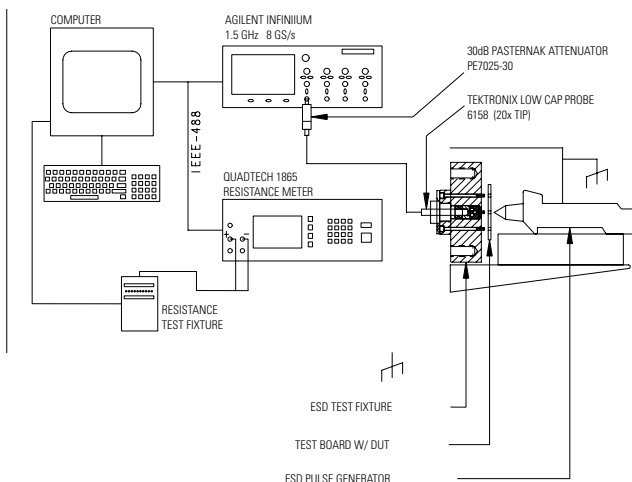 COMPUTER
AGILENT INFINIIUM
1.5 GHz 8 GS/s
30dB PASTERNAK ATTENUATOR
PE7025-30
TEKTRONIX LOW CAP PROBE
6158 (20x TIP)
IEEE-488
QUADTECH 1865
RESISTANCE METER
+ –
RESISTANCE
TEST FIXTURE
ESD TEST FIXTURE
TEST BOARD W/ DUT
ESD PULSE GENERATOR